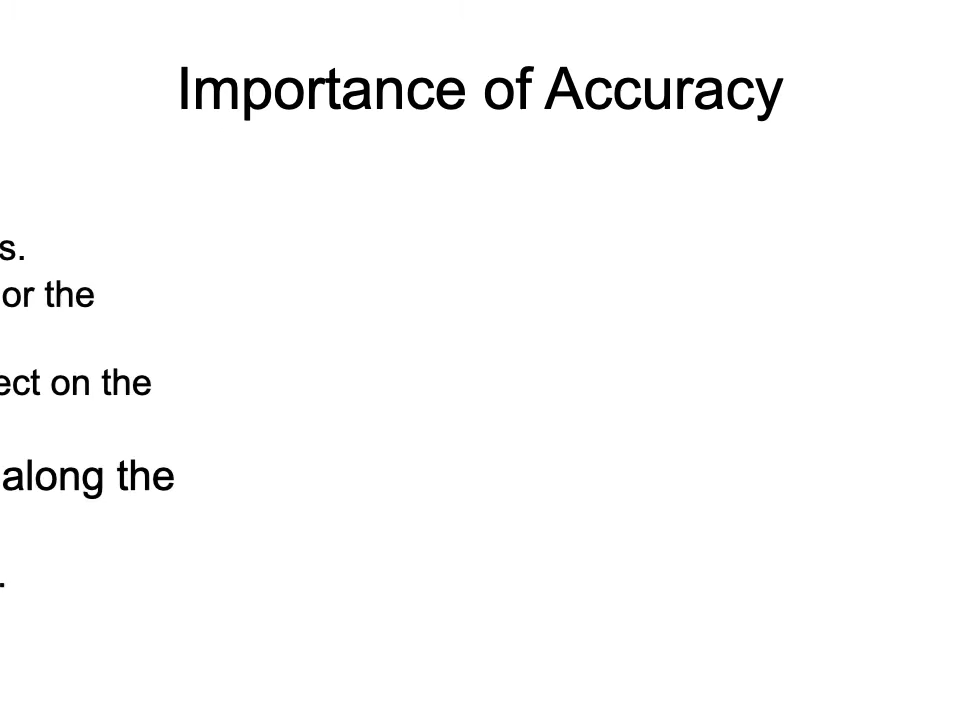 Importance of Accuracy
s.
or the
ect on the
along the
.